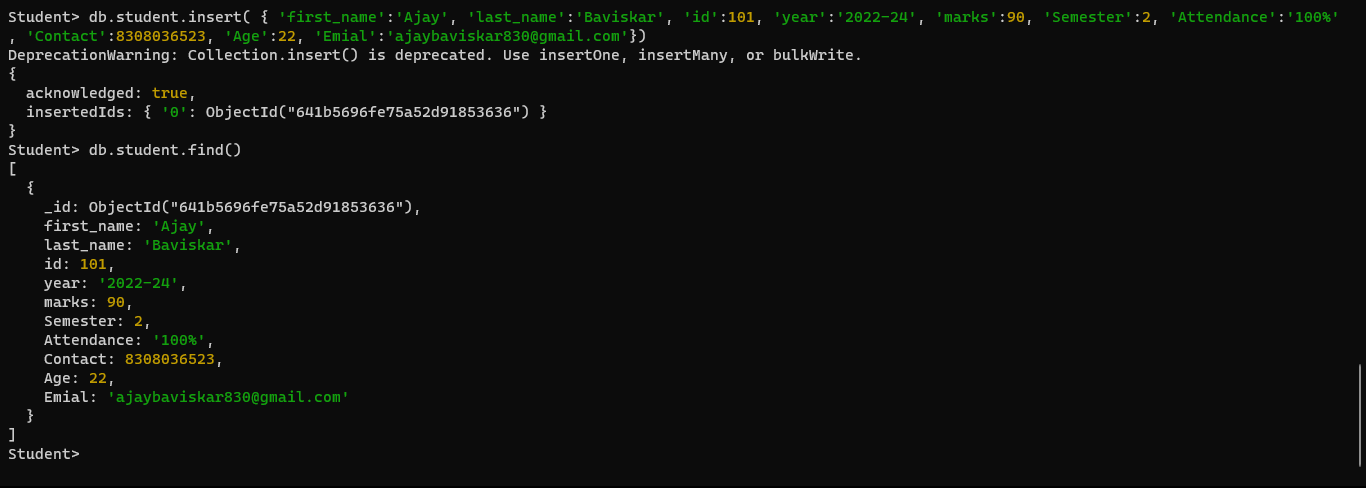 Student> db.student.insert( { 'first_name':'Ajay', 'last_name':'Baviskar', 'id':101, 'year':'2022-24', 'marks':90, 'Semester':2, 'Attendance':'100%'
, 'Contact':8308036523, 'Age':22, 'Emial':'ajaybaviskar830@gmail.com'})
DeprecationWarning: Collection.insert() is deprecated. Use insertOne, insertMany, or bulkWrite.
{
  acknowledged: true,
  insertedIds: { '0': ObjectId("641b5696fe75a52d91853636") }
}
Student> db.student.find()
[
  {
    _id: ObjectId("641b5696fe75a52d91853636"),
    first_name: 'Ajay',
    last_name: 'Baviskar',
    id: 101,
    year: '2022-24',
    marks: 90,
    Semester: 2,
    Attendance: '100%',
    Contact: 8308036523,
    Age: 22,
    Emial: 'ajaybaviskar830@gmail.com'
  }
]
Student>